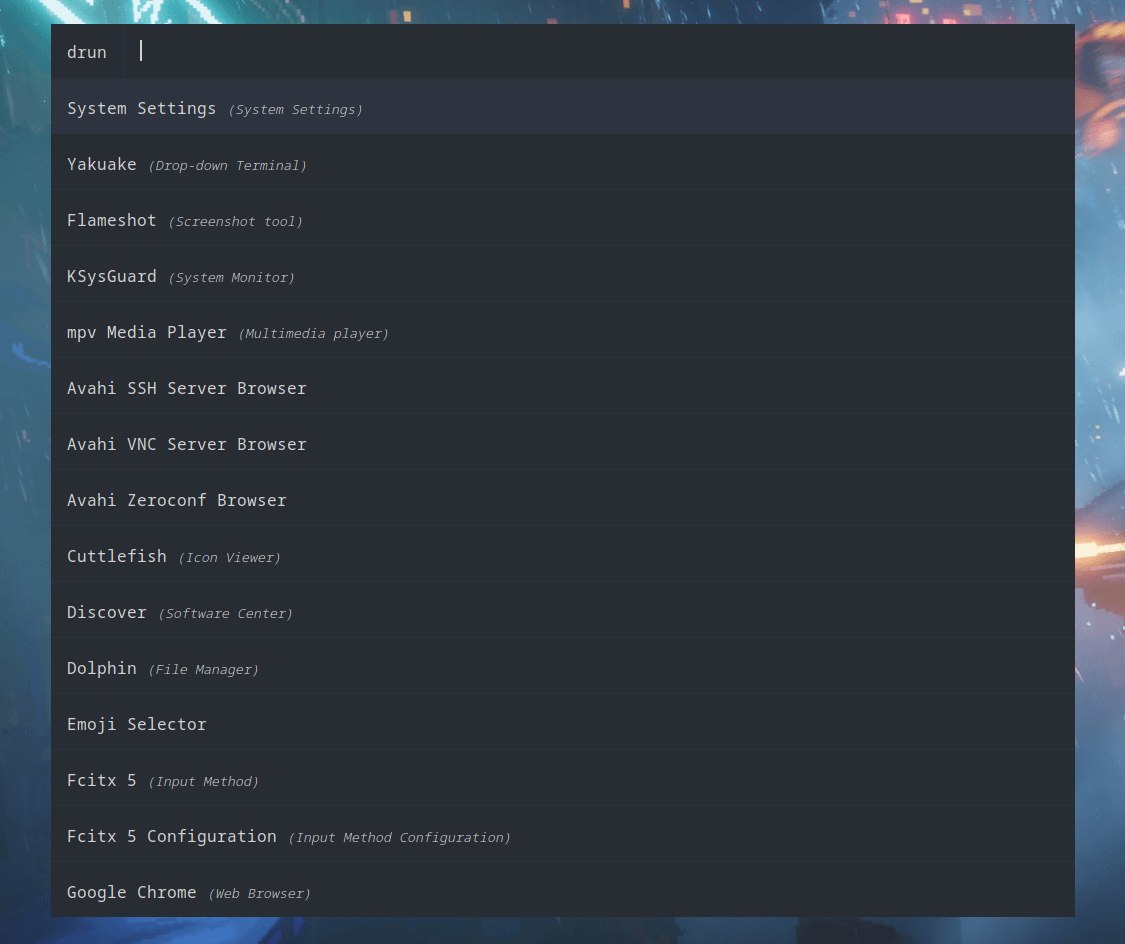 drun
System Settings (System Settings)
Yakuake (Drop-down Terminal)
Flameshot (Screenshot tool)
KSysGuard (System Monitor)
mpv Media Player (Multimedia player)
Avahi SSH Server Browser
Avahi VNC Server Browser
Avahi Zeroconf Browser
Cuttlefish (Icon Viewer)
Discover (Software Center)
Dolphin (File Manager)
Emoji Selector
Fcitx 5 (Input Method)
Fcitx 5 Configuration (Input Method Configuration)
Google Chrome (Web Browser)